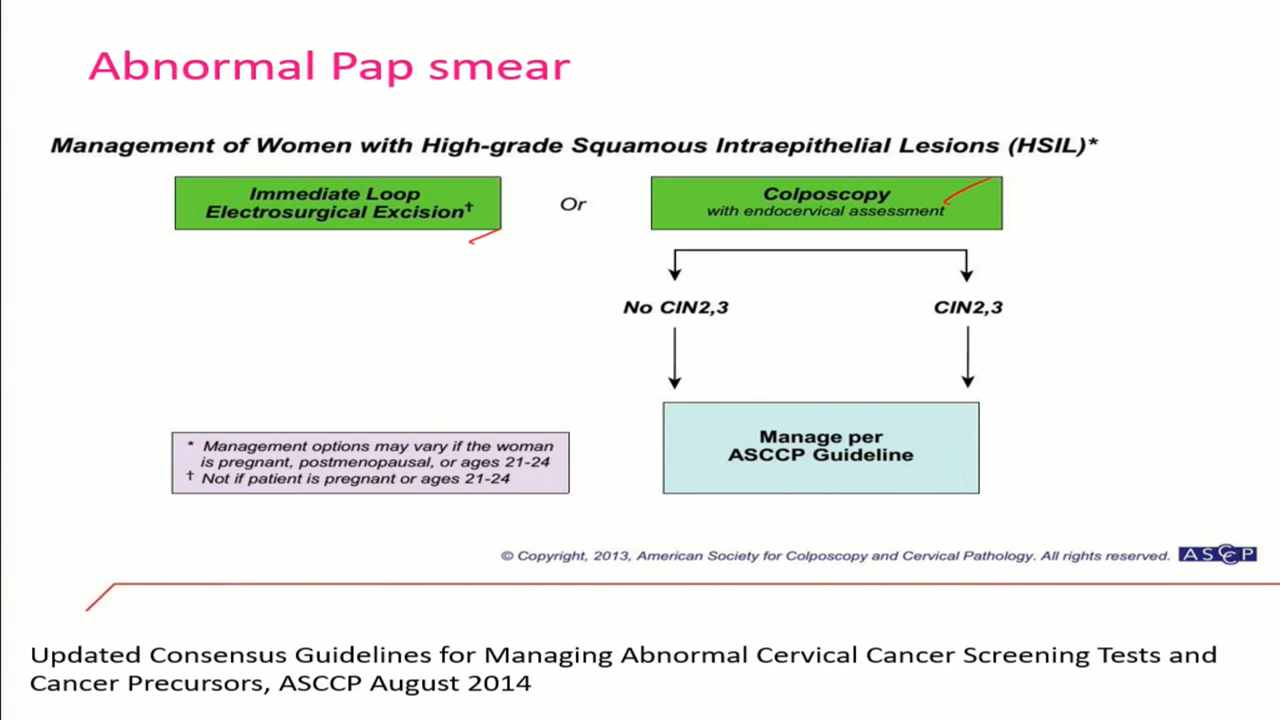 Abnormal Pap smear
Management of Women with High-grade Squamous Intraepithelial Lesions (HSIL)*
Immediate Loop
Electrosurgical Excision†
Or
Colposcopy
with endocervical assessment
No CIN2,3
CIN2,3
Manage per
ASCCP Guideline
* Management options may vary if the woman
is pregnant, postmenopausal, or ages 21-24
† Not if patient is pregnant or ages 21-24
© Copyright, 2013, American Society for Colposcopy and Cervical Pathology. All rights reserved.
ASCCP
Updated Consensus Guidelines for Managing Abnormal Cervical Cancer Screening Tests and
Cancer Precursors, ASCCP August 2014